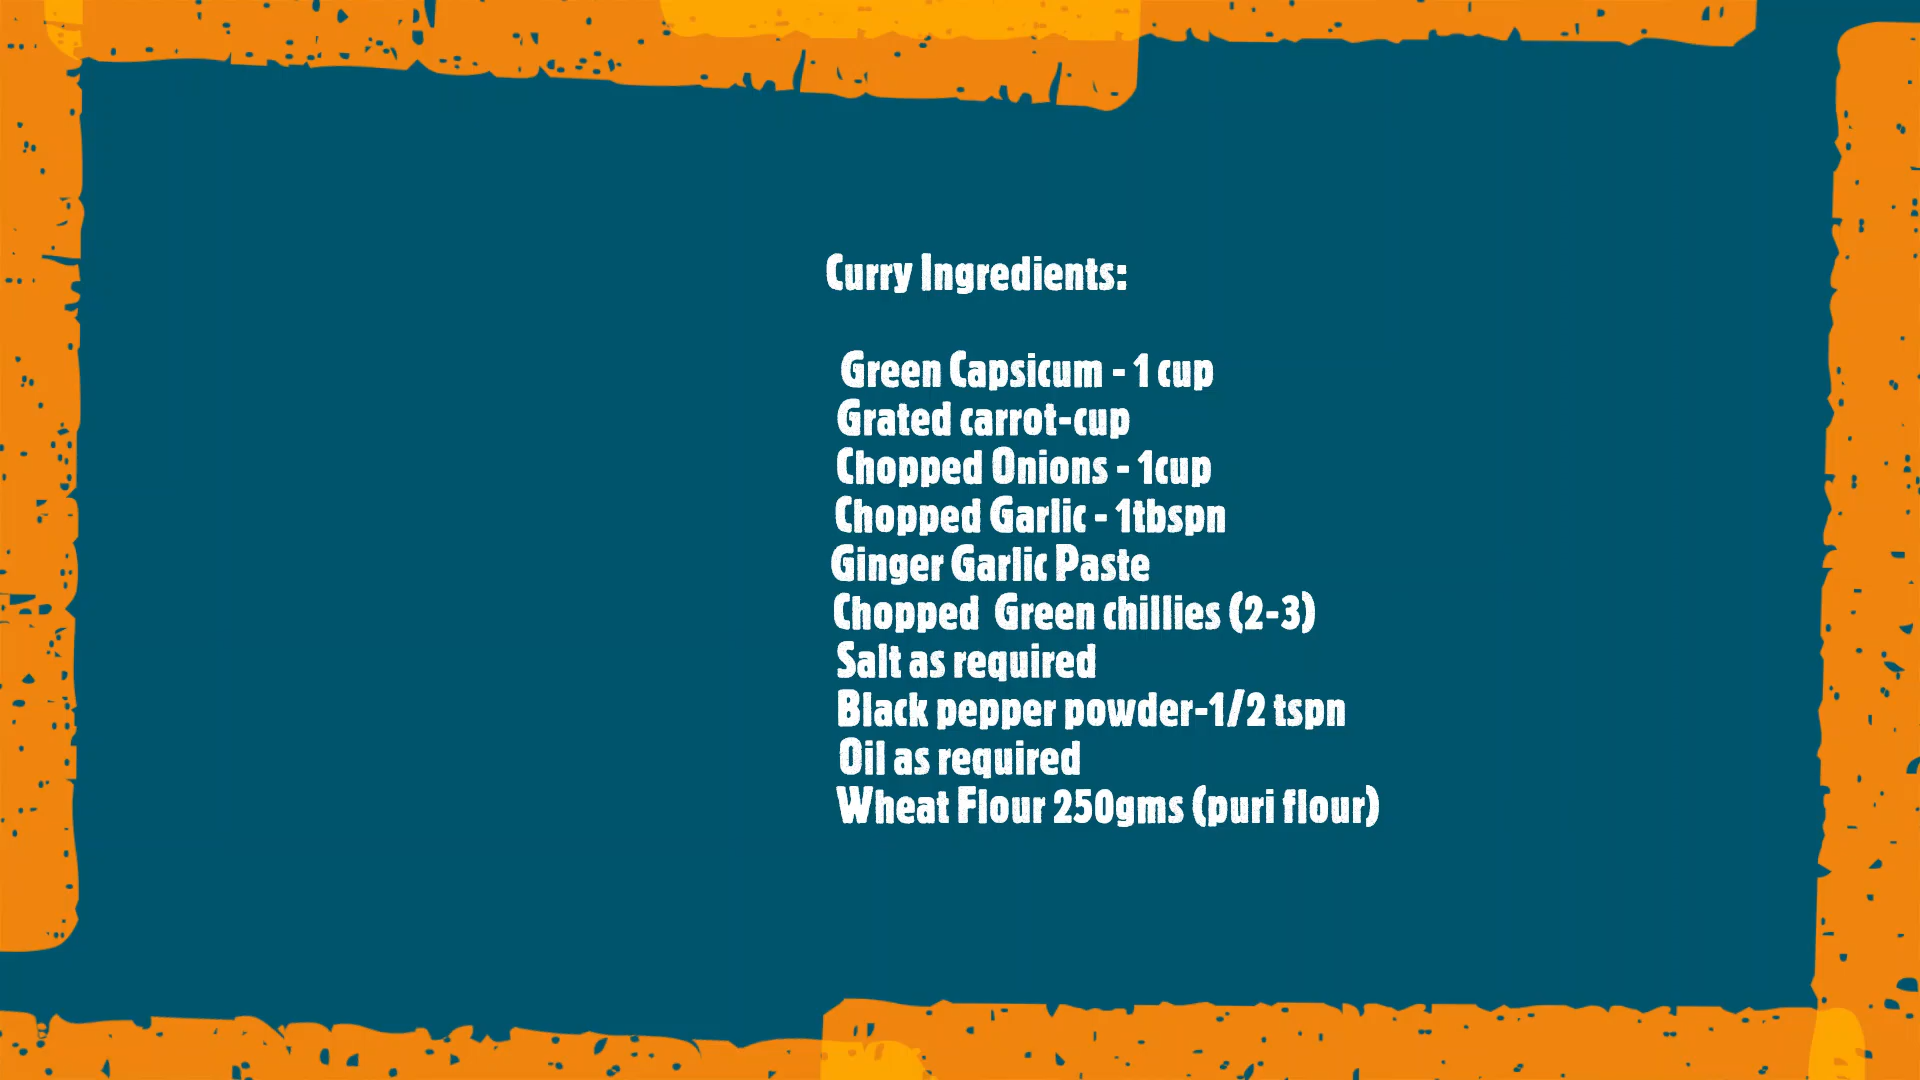 Curry Ingredients:
Green Capsicum - 1 cup
Grated carrot-cup
Chopped Onions - 1cup
Chopped Garlic - 1tbspn
Ginger Garlic Paste
Chopped  Green chillies (2-3)
Salt as required
Black pepper powder-1/2 tspn
Oil as required
Wheat Flour 250gms (puri flour)